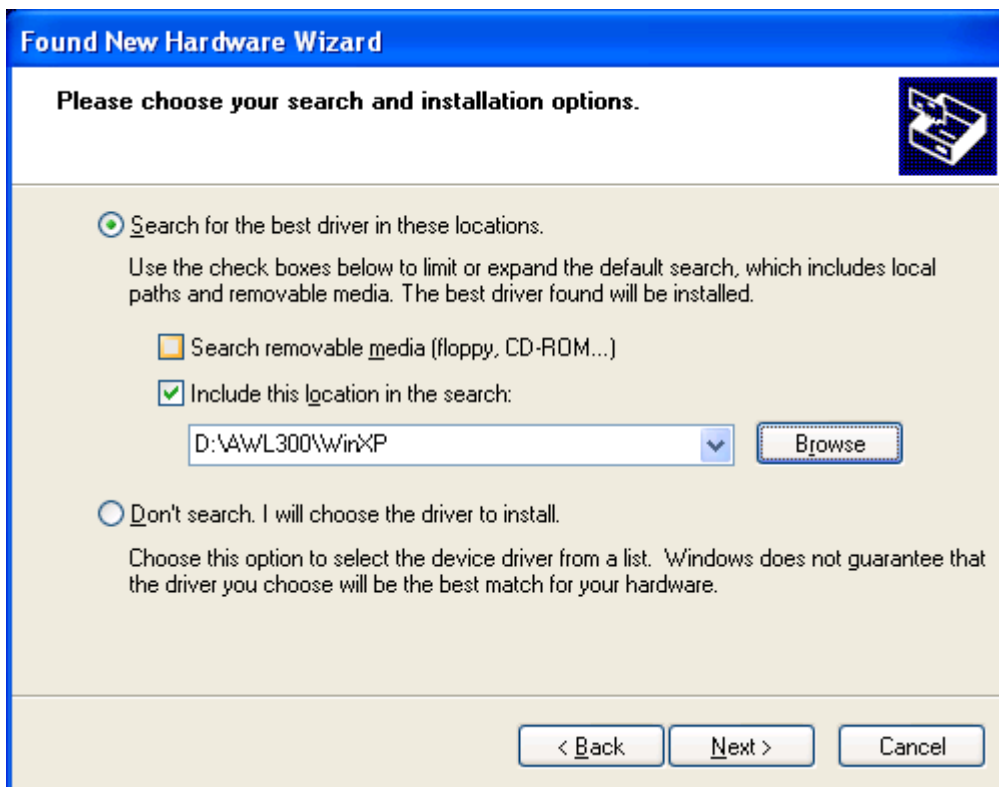 Found New Hardware Wizard
Please choose your search and installation options.
Search for the best driver in these locations.
Use the check boxes below to limit or expand the default search, which includes local
paths and removable media. The best driver found will be installed.
Search removable media (floppy, CD-ROM...)
Include this location in the search:
D:\AWL300\WinXP
Browse
Don't search. I will choose the driver to install.
Choose this option to select the device driver from a list. Windows does not guarantee that
the driver you choose will be the best match for your hardware.
< Back Next > Cancel